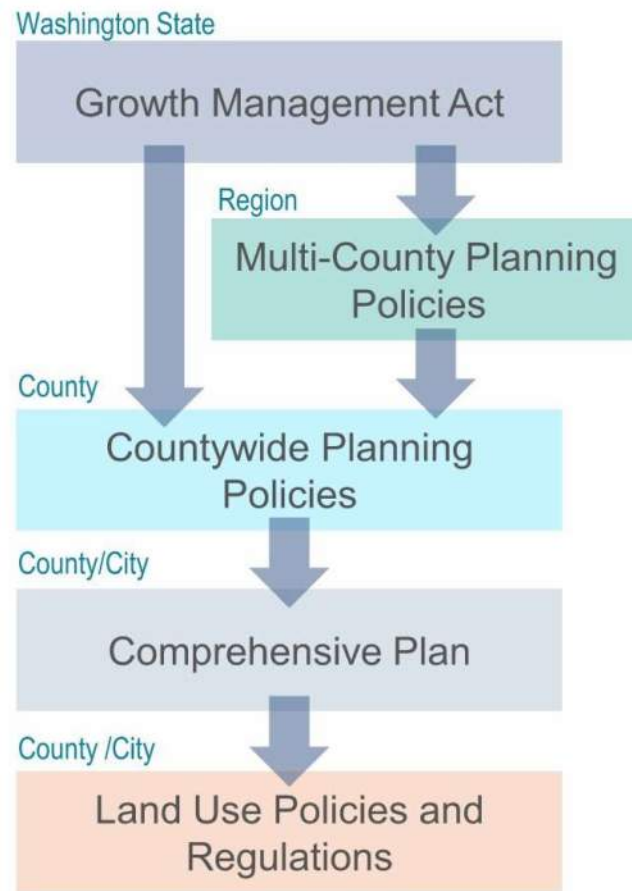 Washington State
Growth Management Act
Region
Multi-County Planning
Policies
County
Countywide Planning
Policies
County/City
Comprehensive Plan
County /City
Land Use Policies and
Regulations